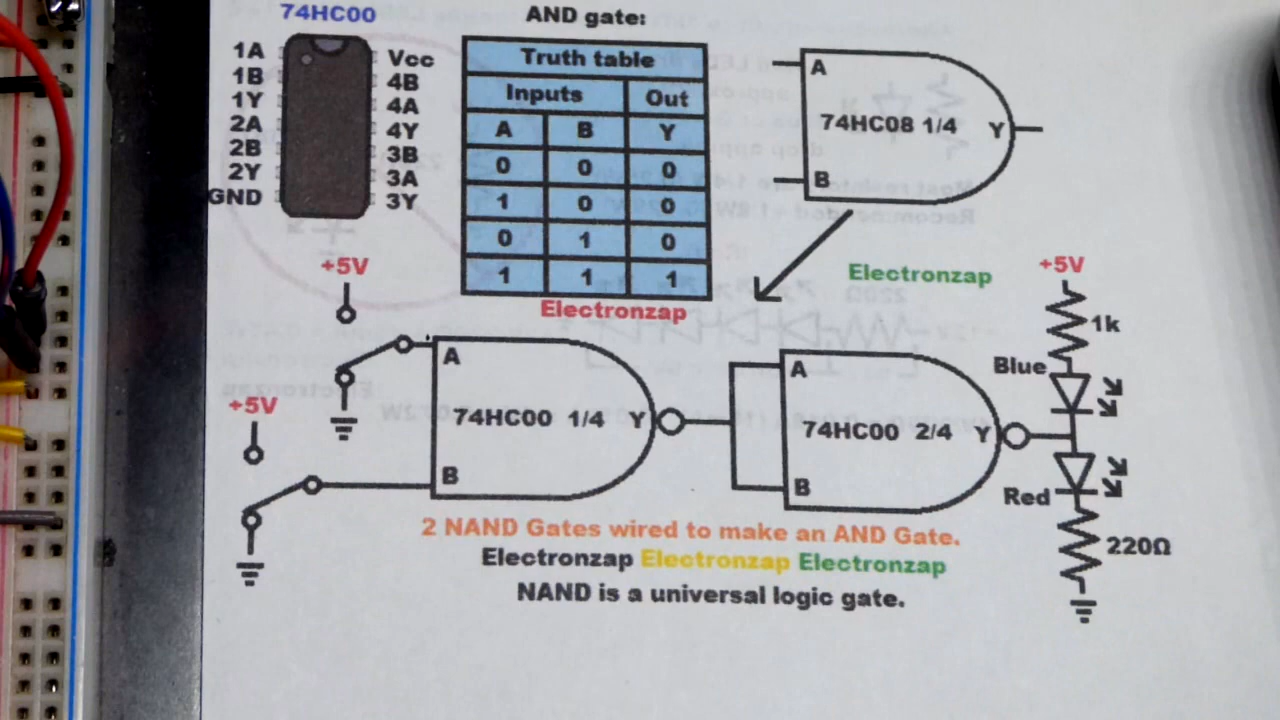 74HC00
1A
1B
1Y
2A
2B
2Y
GND
Vcc
4B
4A
4Y
3B
3A
3Y
AND gate:
Truth table
Inputs Out
A B Y
0 0 0
1 0 0
0 1 0
1 1 1
Electronzap
A
B
74HC08 1/4 Y
Electronzap
+5V
+5V
A
B
74HC00 1/4 Y
A
B
74HC00 2/4 Y
+5V
1k
Blue
Red
220Ω
2 NAND Gates wired to make an AND Gate.
Electronzap Electronzap Electronzap
NAND is a universal logic gate.